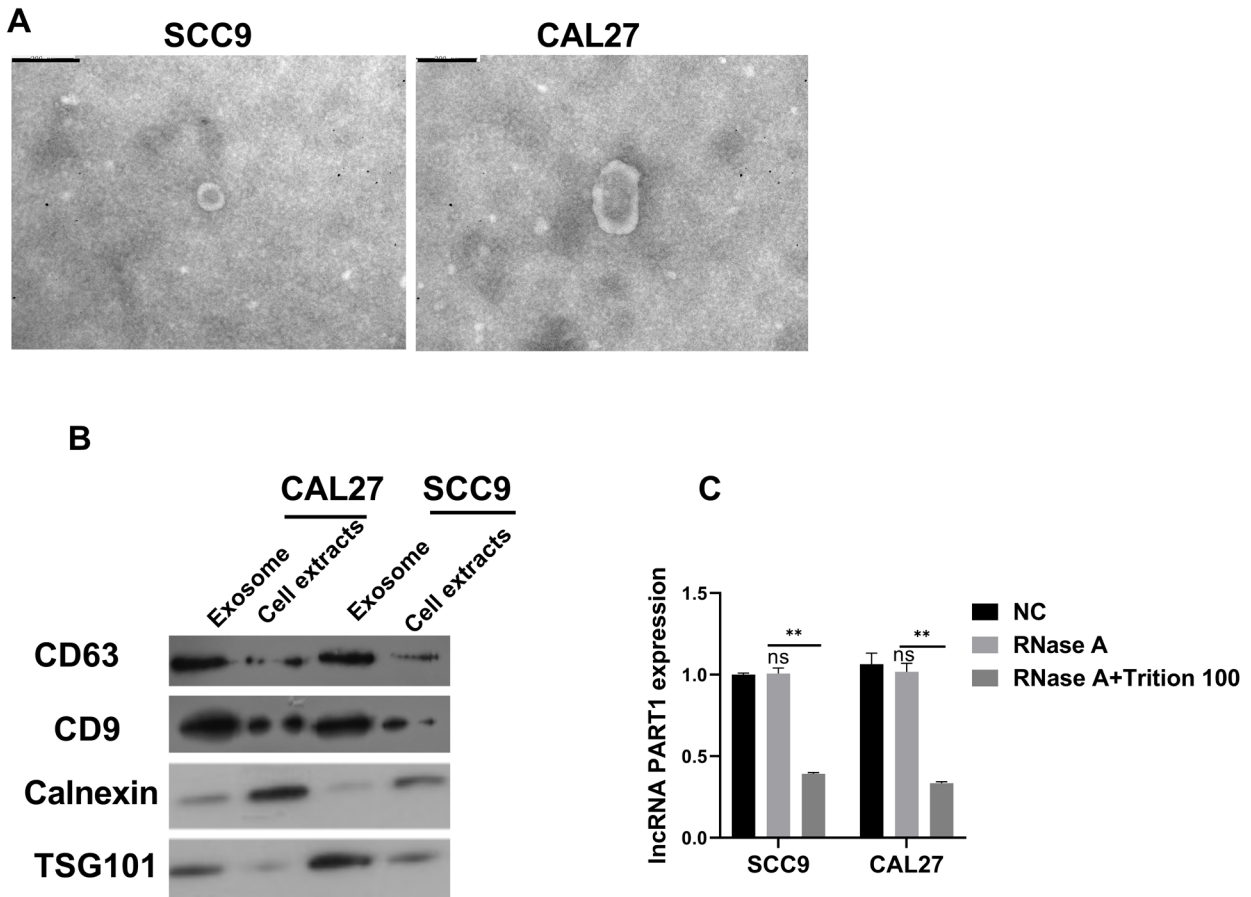 A
SCC9
CAL27
B
CAL27
SCC9
Exosome
Cell extracts
Exosome
Cell extracts
CD63
CD9
Calnexin
TSG101
C
lncRNA PART1 expression
1.5
1.0
0.5
0.0
**
ns
**
ns
SCC9
CAL27
NC
RNase A
RNase A+Trition 100